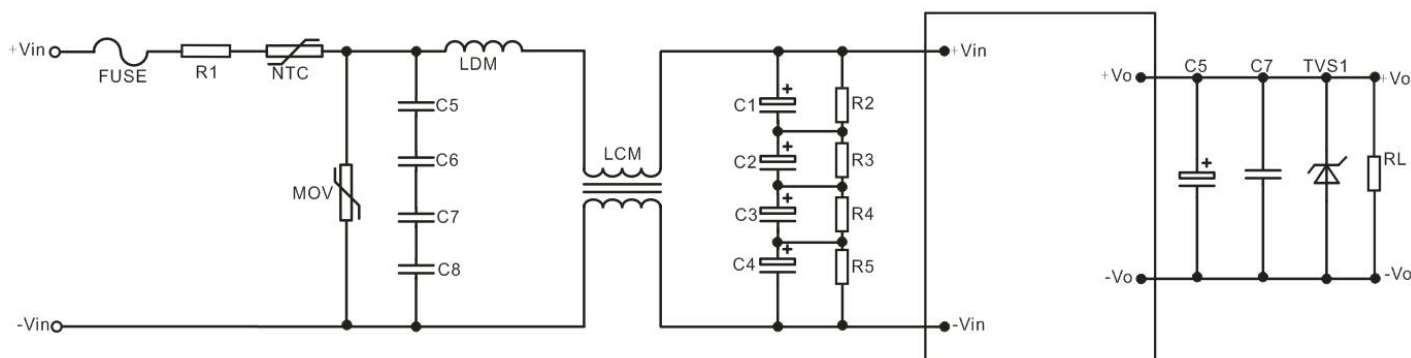 +Vin
FUSE
R1
NTC
LDM
MOV
C5
C6
C7
C8
LCM
+
C1
+
C2
+
C3
+
C4
R2
R3
R4
R5
+Vin
-Vin
-Vin
+Vo
C5
C7
TVS1
+Vo
+
RL
-Vo
-Vo